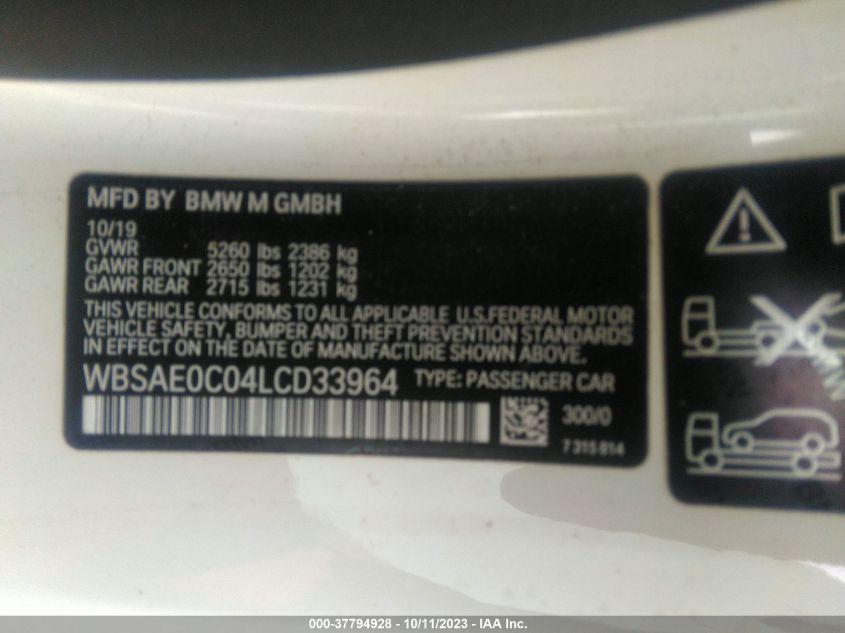 MFD BY BMW M GMBH
10/19
GVWR 5260 lbs 2386 kg
GAWR FRONT 2650 lbs 1202 kg
GAWR REAR 2715 lbs 1231 kg
THIS VEHICLE CONFORMS TO ALL APPLICABLE U.S.FEDERAL MOTOR
VEHICLE SAFETY, BUMPER AND THEFT PREVENTION STANDARDS
IN EFFECT ON THE DATE OF MANUFACTURE SHOWN ABOVE.
WBSAE0C04LCD33964 TYPE: PASSENGER CAR
300/0
7315814
000-37794928 - 10/11/2023 - IAA Inc.